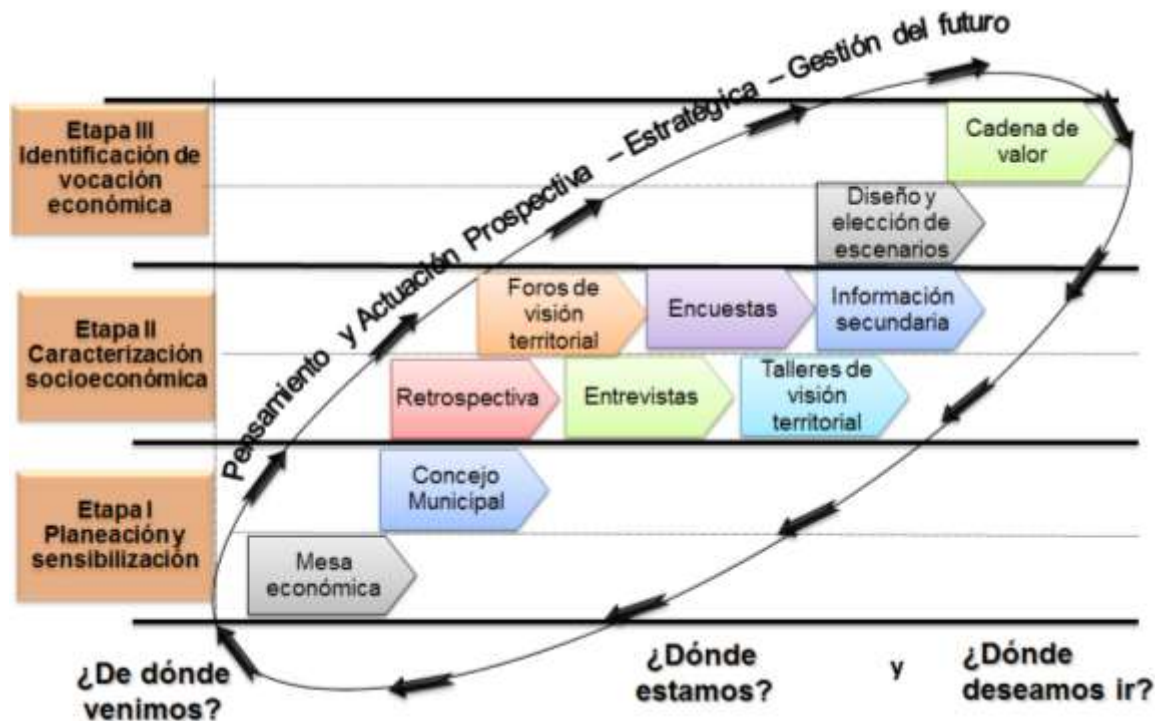 Pensamiento y Actuación Prospectiva – Estratégica – Gestión del futuro
Etapa III
Identificación de
vocación
económica
Cadena de
valor
Diseño y
elección de
escenarios
Etapa II
Caracterización
socioeconómica
Foros de
visión
territorial
Encuestas
Información
secundaria
Retrospectiva
Entrevistas
Talleres de
visión
territorial
Etapa I
Planeación y
sensibilización
Concejo
Municipal
Mesa
económica
¿De dónde
venimos?
¿Dónde
estamos?
y
¿Dónde
deseamos ir?